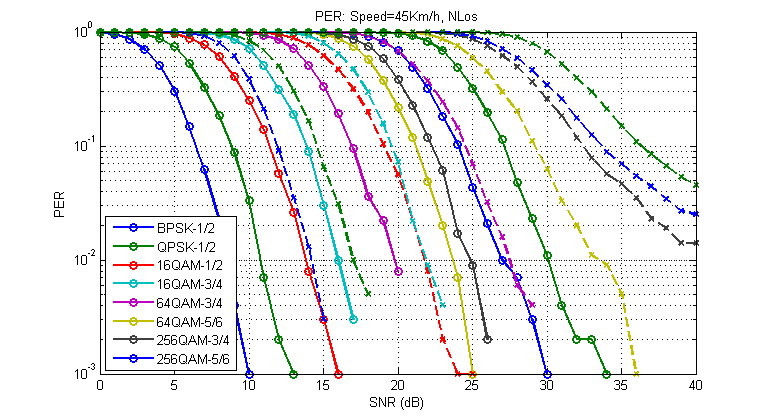 PER: Speed=45Km/h, NLos
10^0
10^-1
10^-2
10^-3
PER
BPSK-1/2
QPSK-1/2
16QAM-1/2
16QAM-3/4
64QAM-3/4
64QAM-5/6
256QAM-3/4
256QAM-5/6
0 5 10 15 20 25 30 35 40
SNR (dB)